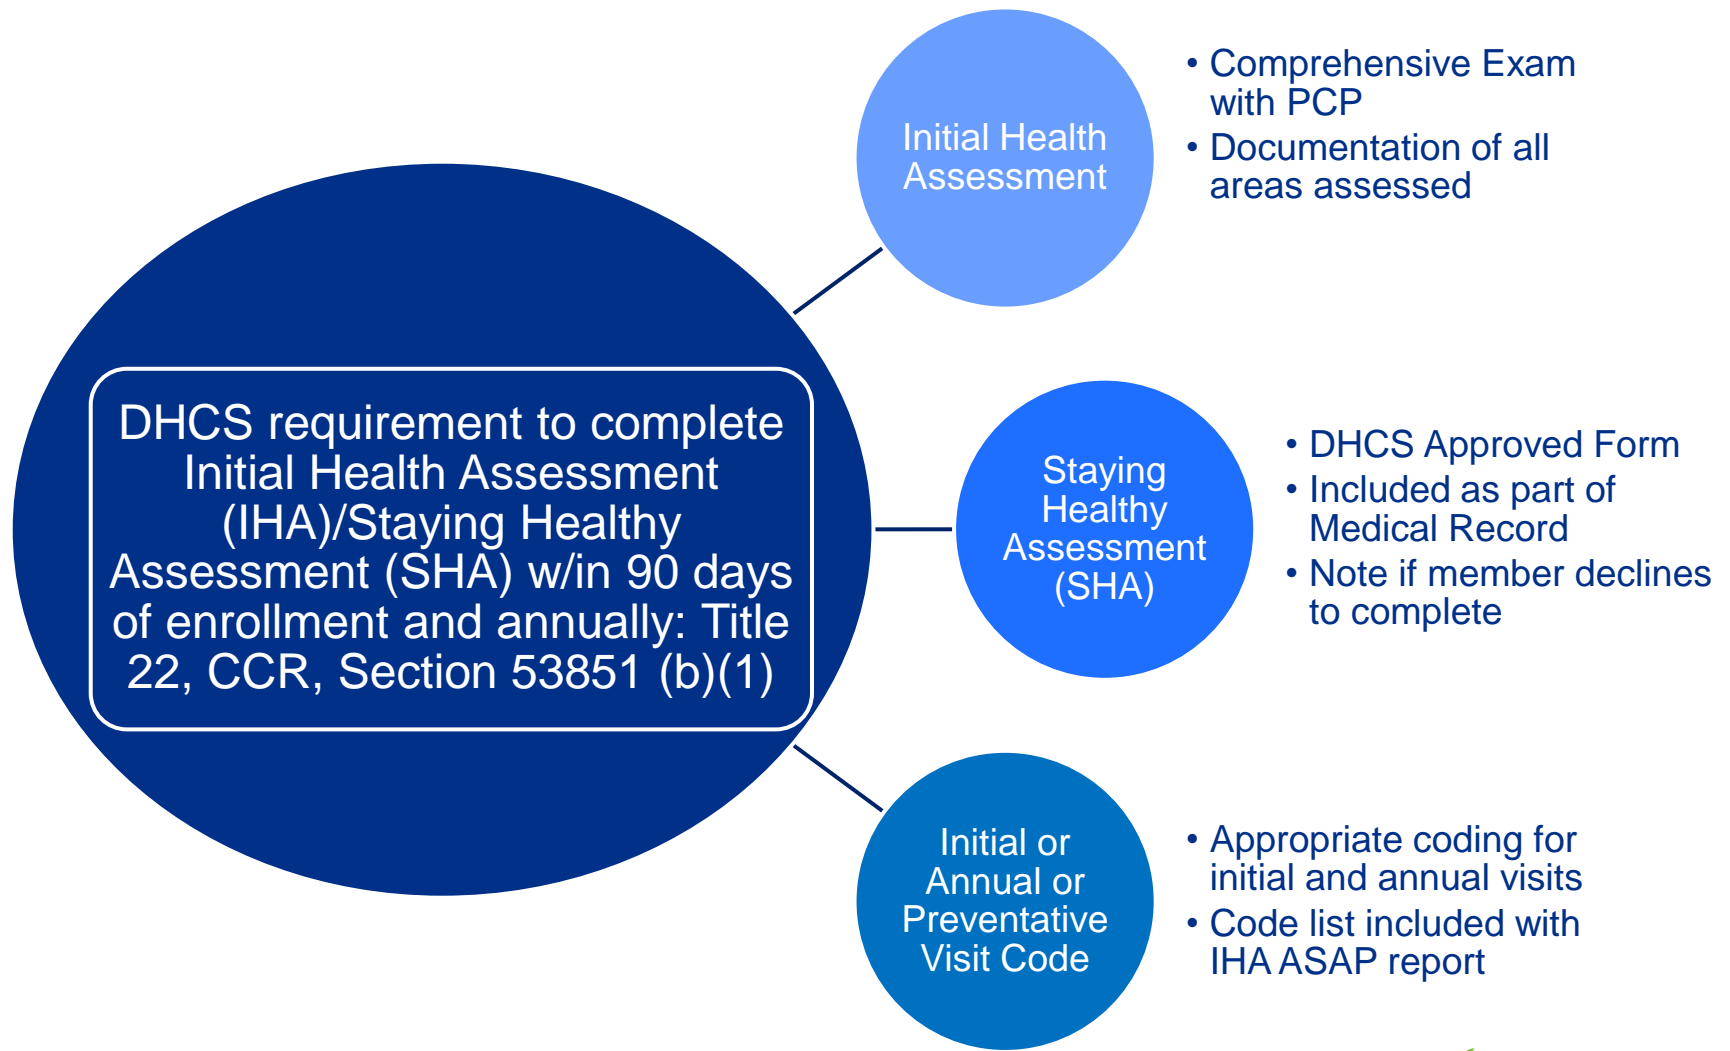 DHCS requirement to complete
Initial Health Assessment
(IHA)/Staying Healthy
Assessment (SHA) w/in 90 days
of enrollment and annually: Title
22, CCR, Section 53851 (b)(1)
Initial Health
Assessment
• Comprehensive Exam
with PCP
• Documentation of all
areas assessed
Staying
Healthy
Assessment
(SHA)
• DHCS Approved Form
• Included as part of
Medical Record
• Note if member declines
to complete
Initial or
Annual or
Preventative
Visit Code
• Appropriate coding for
initial and annual visits
• Code list included with
IHA ASAP report